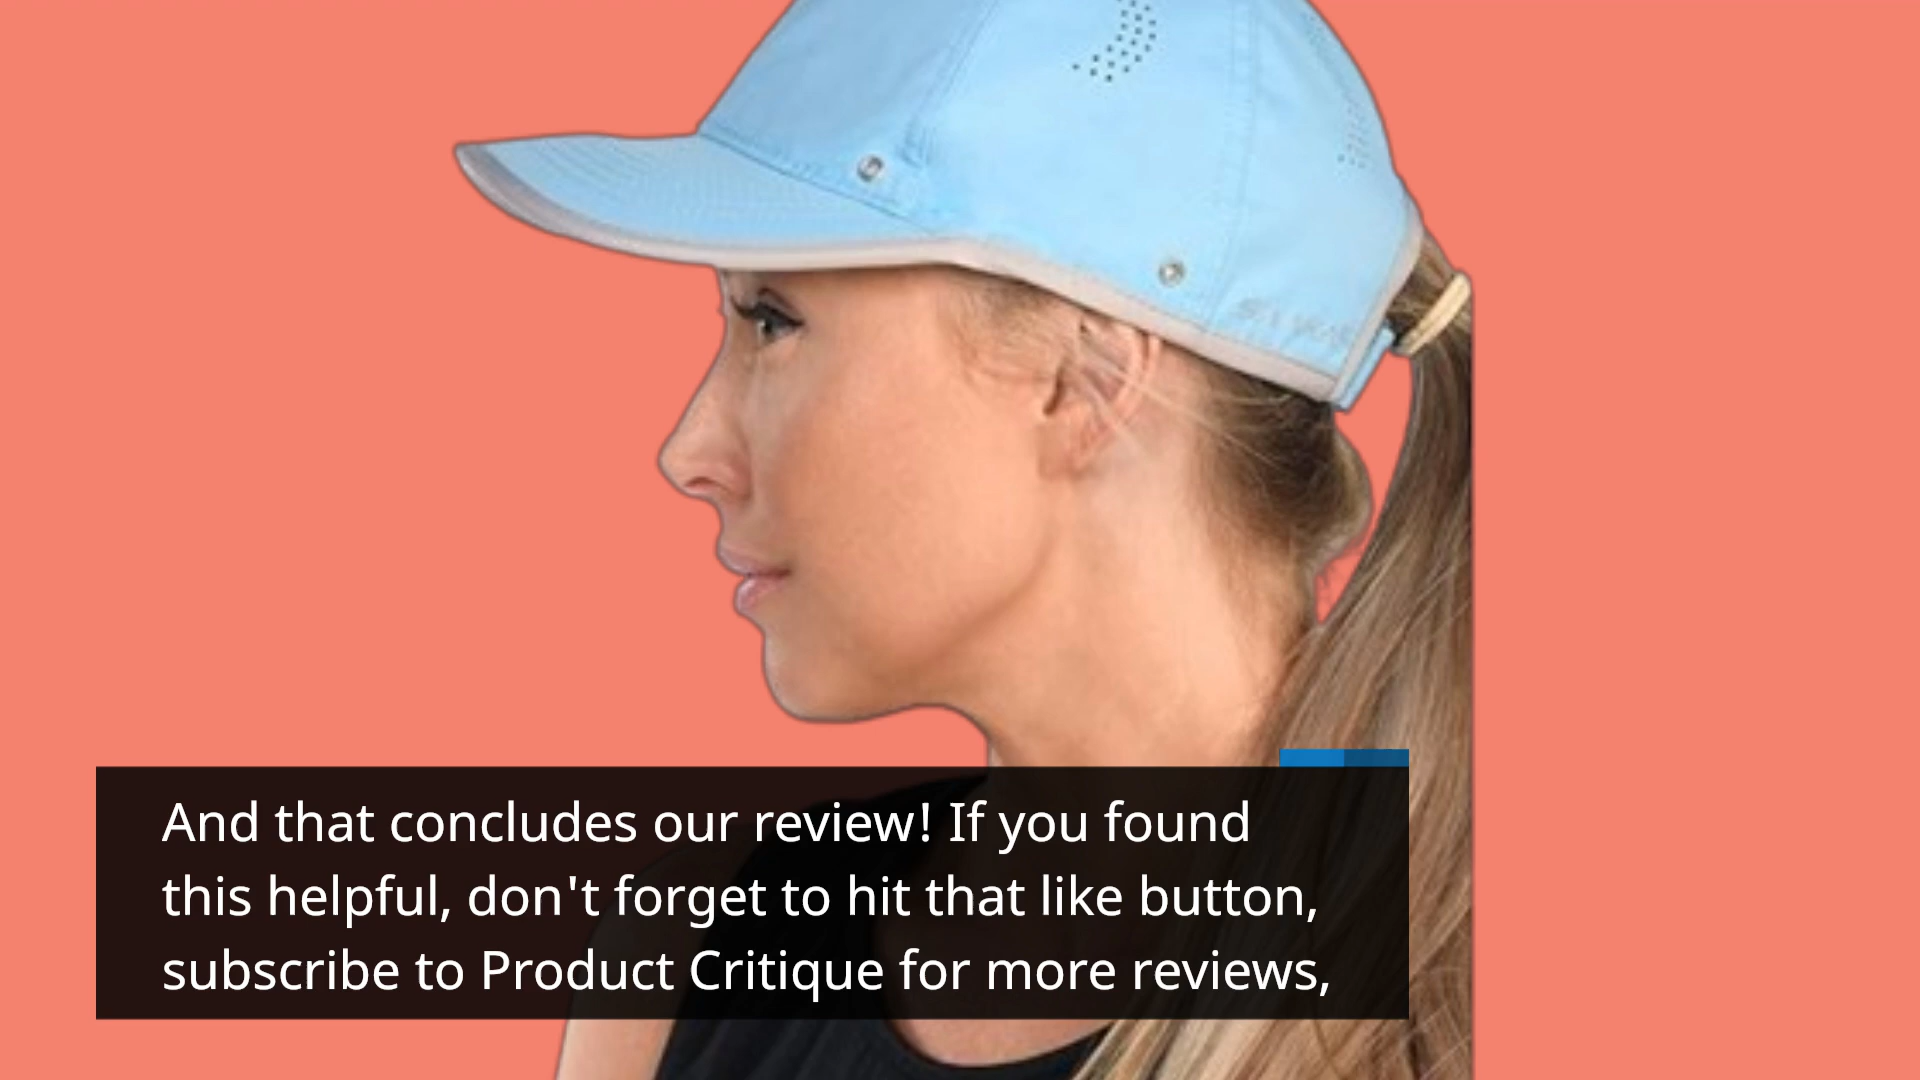 And that concludes our review! If you found
this helpful, don't forget to hit that like button,
subscribe to Product Critique for more reviews,